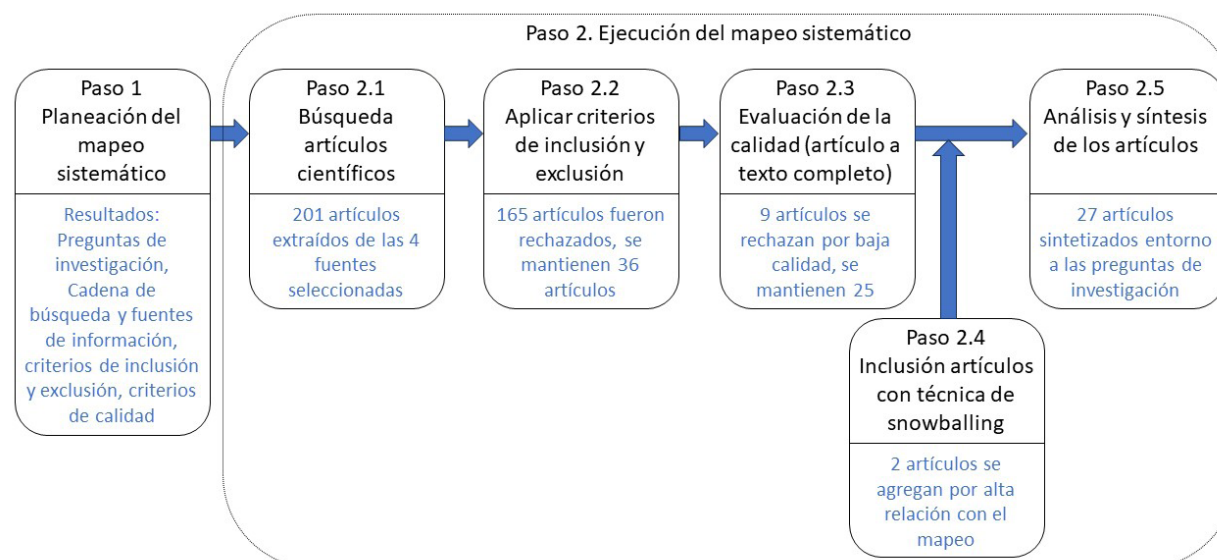 Paso 2. Ejecución del mapeo sistemático
Paso 1
Planeación del
mapeo
sistemático
Resultados:
Preguntas de
investigación,
Cadena de
búsqueda y fuentes
de información,
criterios de inclusión
y exclusión, criterios
de calidad
Paso 2.1
Búsqueda
artículos
científicos
201 artículos
extraídos de las 4
fuentes
seleccionadas
Paso 2.2
Aplicar criterios
de inclusión y
exclusión
165 artículos fueron
rechazados, se
mantienen 36
artículos
Paso 2.3
Evaluación de la
calidad (artículo a
texto completo)
9 artículos se
rechazan por baja
calidad, se
mantienen 25
Paso 2.4
Inclusión artículos
con técnica de
snowballing
2 artículos se
agregan por alta
relación con el
mapeo
Paso 2.5
Análisis y síntesis
de los artículos
27 artículos
sintetizados entorno
a las preguntas de
investigación